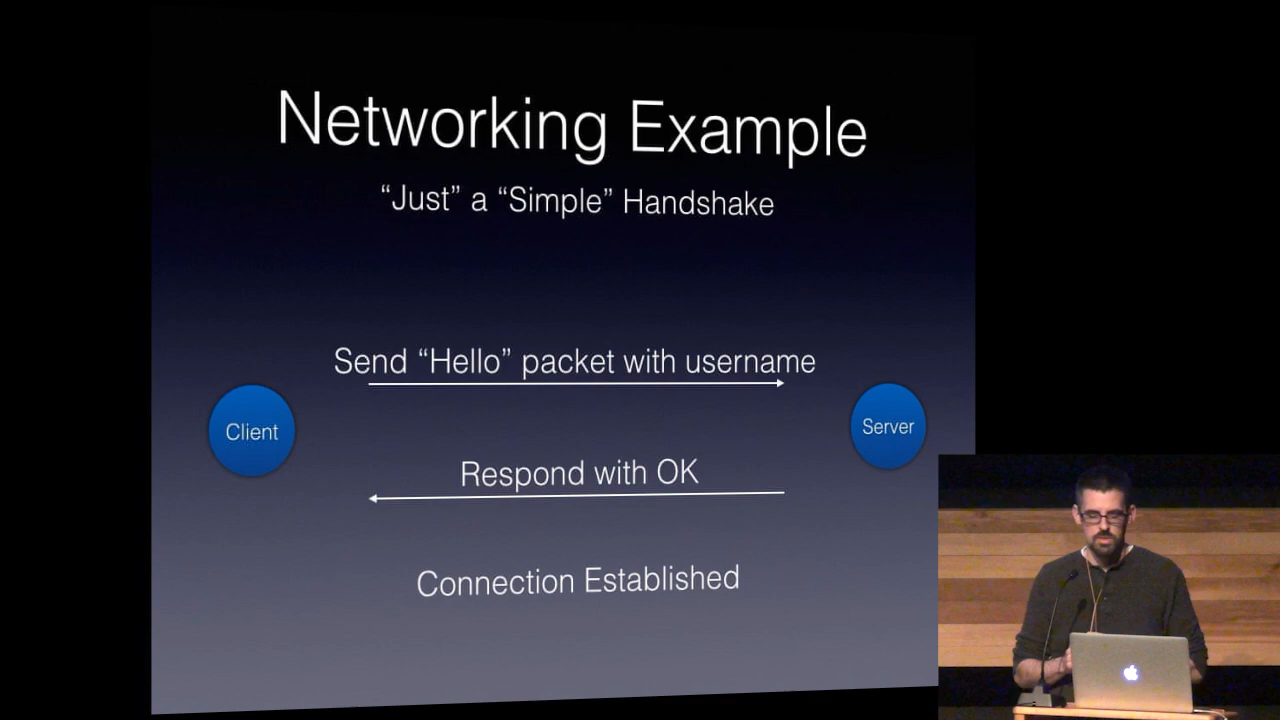 Networking Example
“Just” a “Simple” Handshake
Send “Hello” packet with username
Client
Server
Respond with OK
Connection Established